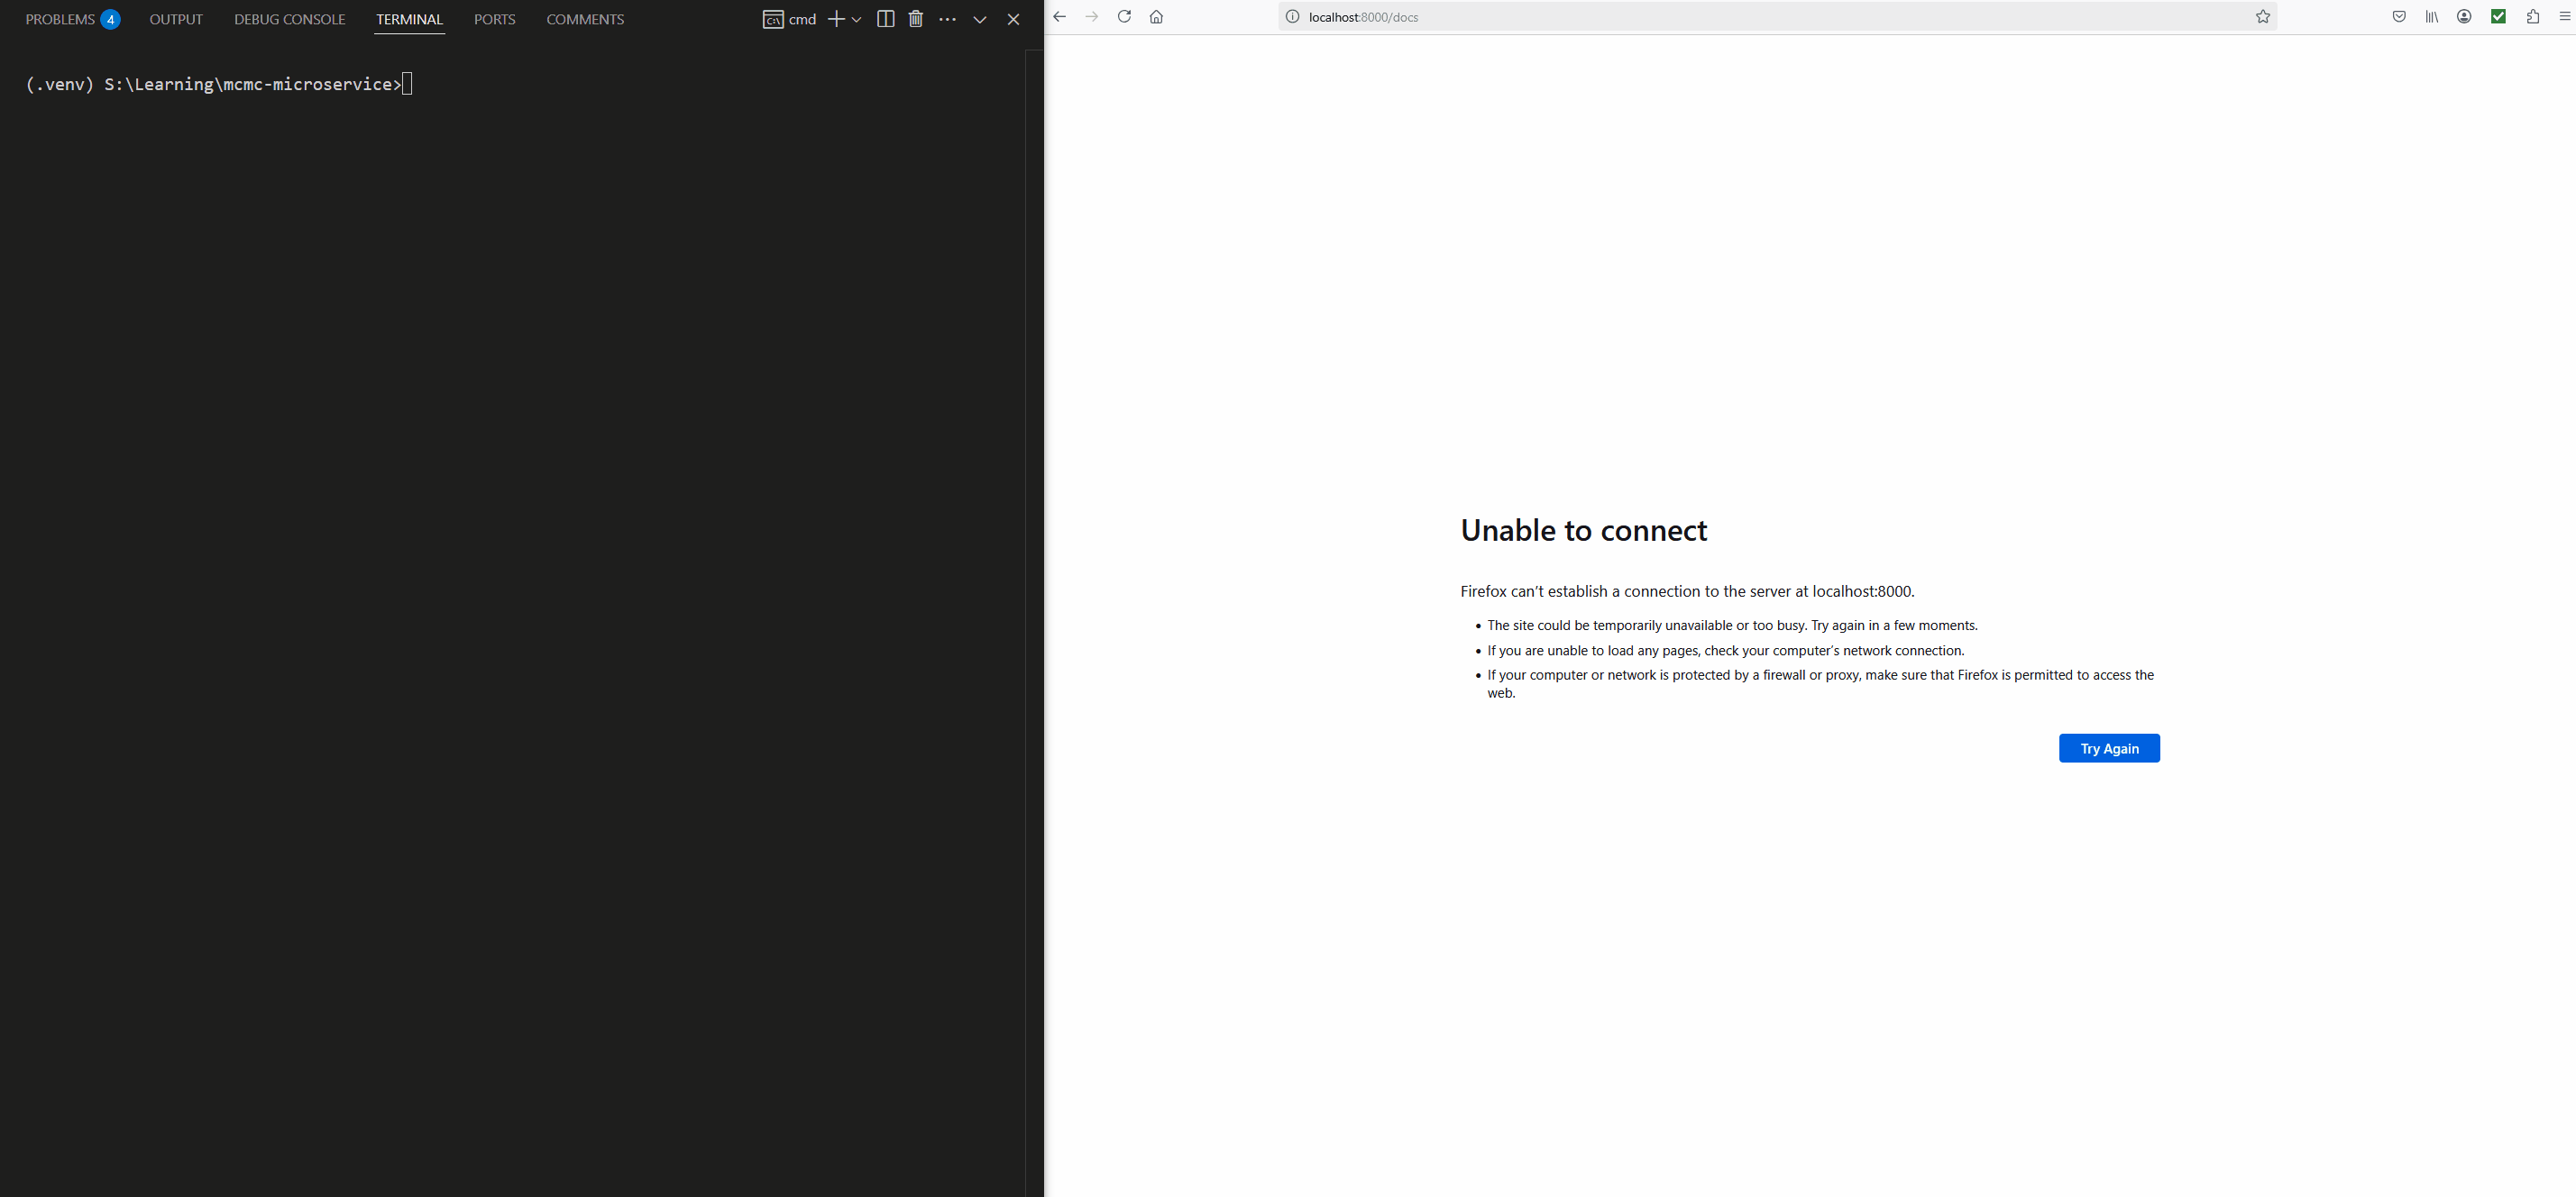 PROBLEMS 4 OUTPUT DEBUG CONSOLE TERMINAL PORTS COMMENTS cmd
(.venv) S:\Learning\mcmc-microservice>
localhost:8000/docs
Unable to connect
Firefox can’t establish a connection to the server at localhost:8000.
• The site could be temporarily unavailable or too busy. Try again in a few moments.
• If you are unable to load any pages, check your computer’s network connection.
• If your computer or network is protected by a firewall or proxy, make sure that Firefox is permitted to access the
web.
Try Again